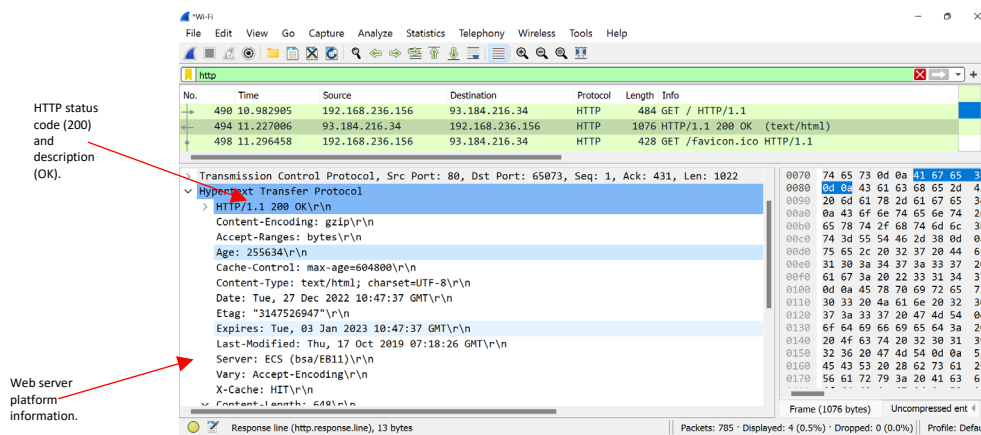 *Wi-Fi
File Edit View Go Capture Analyze Statistics Telephony Wireless Tools Help
http
No. Time Source Destination Protocol Length Info
490 10.982905 192.168.236.156 93.184.216.34 HTTP 484 GET / HTTP/1.1
494 11.227006 93.184.216.34 192.168.236.156 HTTP 1076 HTTP/1.1 200 OK (text/html)
498 11.296458 192.168.236.156 93.184.216.34 HTTP 428 GET /favicon.ico HTTP/1.1
HTTP status
code (200)
and
description
(OK).
Transmission Control Protocol, Src Port: 80, Dst Port: 65073, Seq: 1, Ack: 431, Len: 1022
Hypertext Transfer Protocol
HTTP/1.1 200 OK\r\n
Content-Encoding: gzip\r\n
Accept-Ranges: bytes\r\n
Age: 255634\r\n
Cache-Control: max-age=604800\r\n
Content-Type: text/html; charset=UTF-8\r\n
Date: Tue, 27 Dec 2022 10:47:37 GMT\r\n
Etag: "3147526947"\r\n
Expires: Tue, 03 Jan 2023 10:47:37 GMT\r\n
Last-Modified: Thu, 17 Oct 2019 07:18:26 GMT\r\n
Server: ECS (bsa/EB11)\r\n
Vary: Accept-Encoding\r\n
X-Cache: HIT\r\n
Content-Length: 648\r\n
Web server
platform
information.
0070 74 65 73 0d 0a 41 67 65
0080 0d 0a 43 61 63 68 65 2d
0090 20 6d 61 78 2d 61 67 65
00a0 0a 43 6f 6e 74 65 6e 74
00b0 65 78 74 2f 68 74 6d 6c
00c0 74 3d 55 54 46 2d 38 0d
00d0 75 65 2c 20 32 37 20 44
00e0 31 30 3a 34 37 3a 33 37
00f0 61 67 3a 20 22 33 31 34
0100 0d 0a 45 78 70 69 72 65
0110 30 33 20 4a 61 6e 20 32
0120 37 3a 33 37 20 47 4d 54
0130 6f 64 69 66 69 65 64 3a
0140 20 4f 63 74 20 32 30 31
0150 32 36 20 47 4d 54 0d 0a
0160 45 43 53 20 28 62 73 61
0170 56 61 72 79 3a 20 41 63
Frame (1076 bytes) Uncompressed ent
Response line (http.response.line), 13 bytes
Packets: 785 · Displayed: 4 (0.5%) · Dropped: 0 (0.0%) Profile: Defau